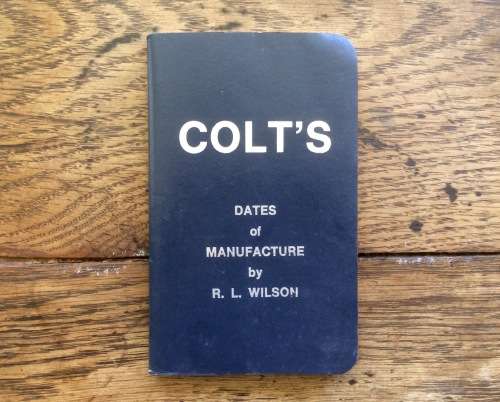 COLT'S
DATES
of
MANUFACTURE
by
R. L. WILSON